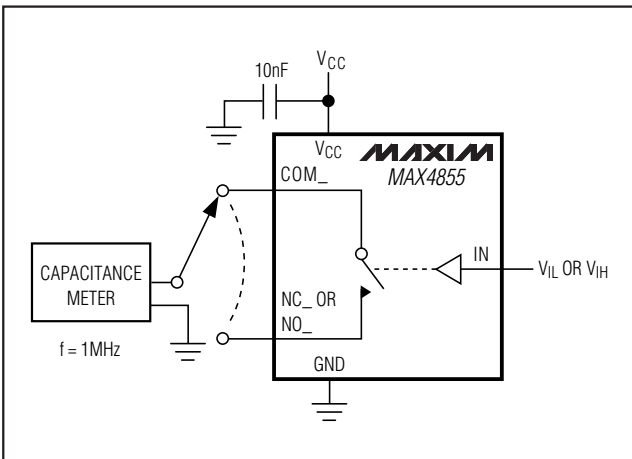 VCC
10nF
VCC
MAXIM
MAX4855
COM_
IN
VIL OR VIH
CAPACITANCE
METER
NC_ OR
NO_
f = 1MHz
GND